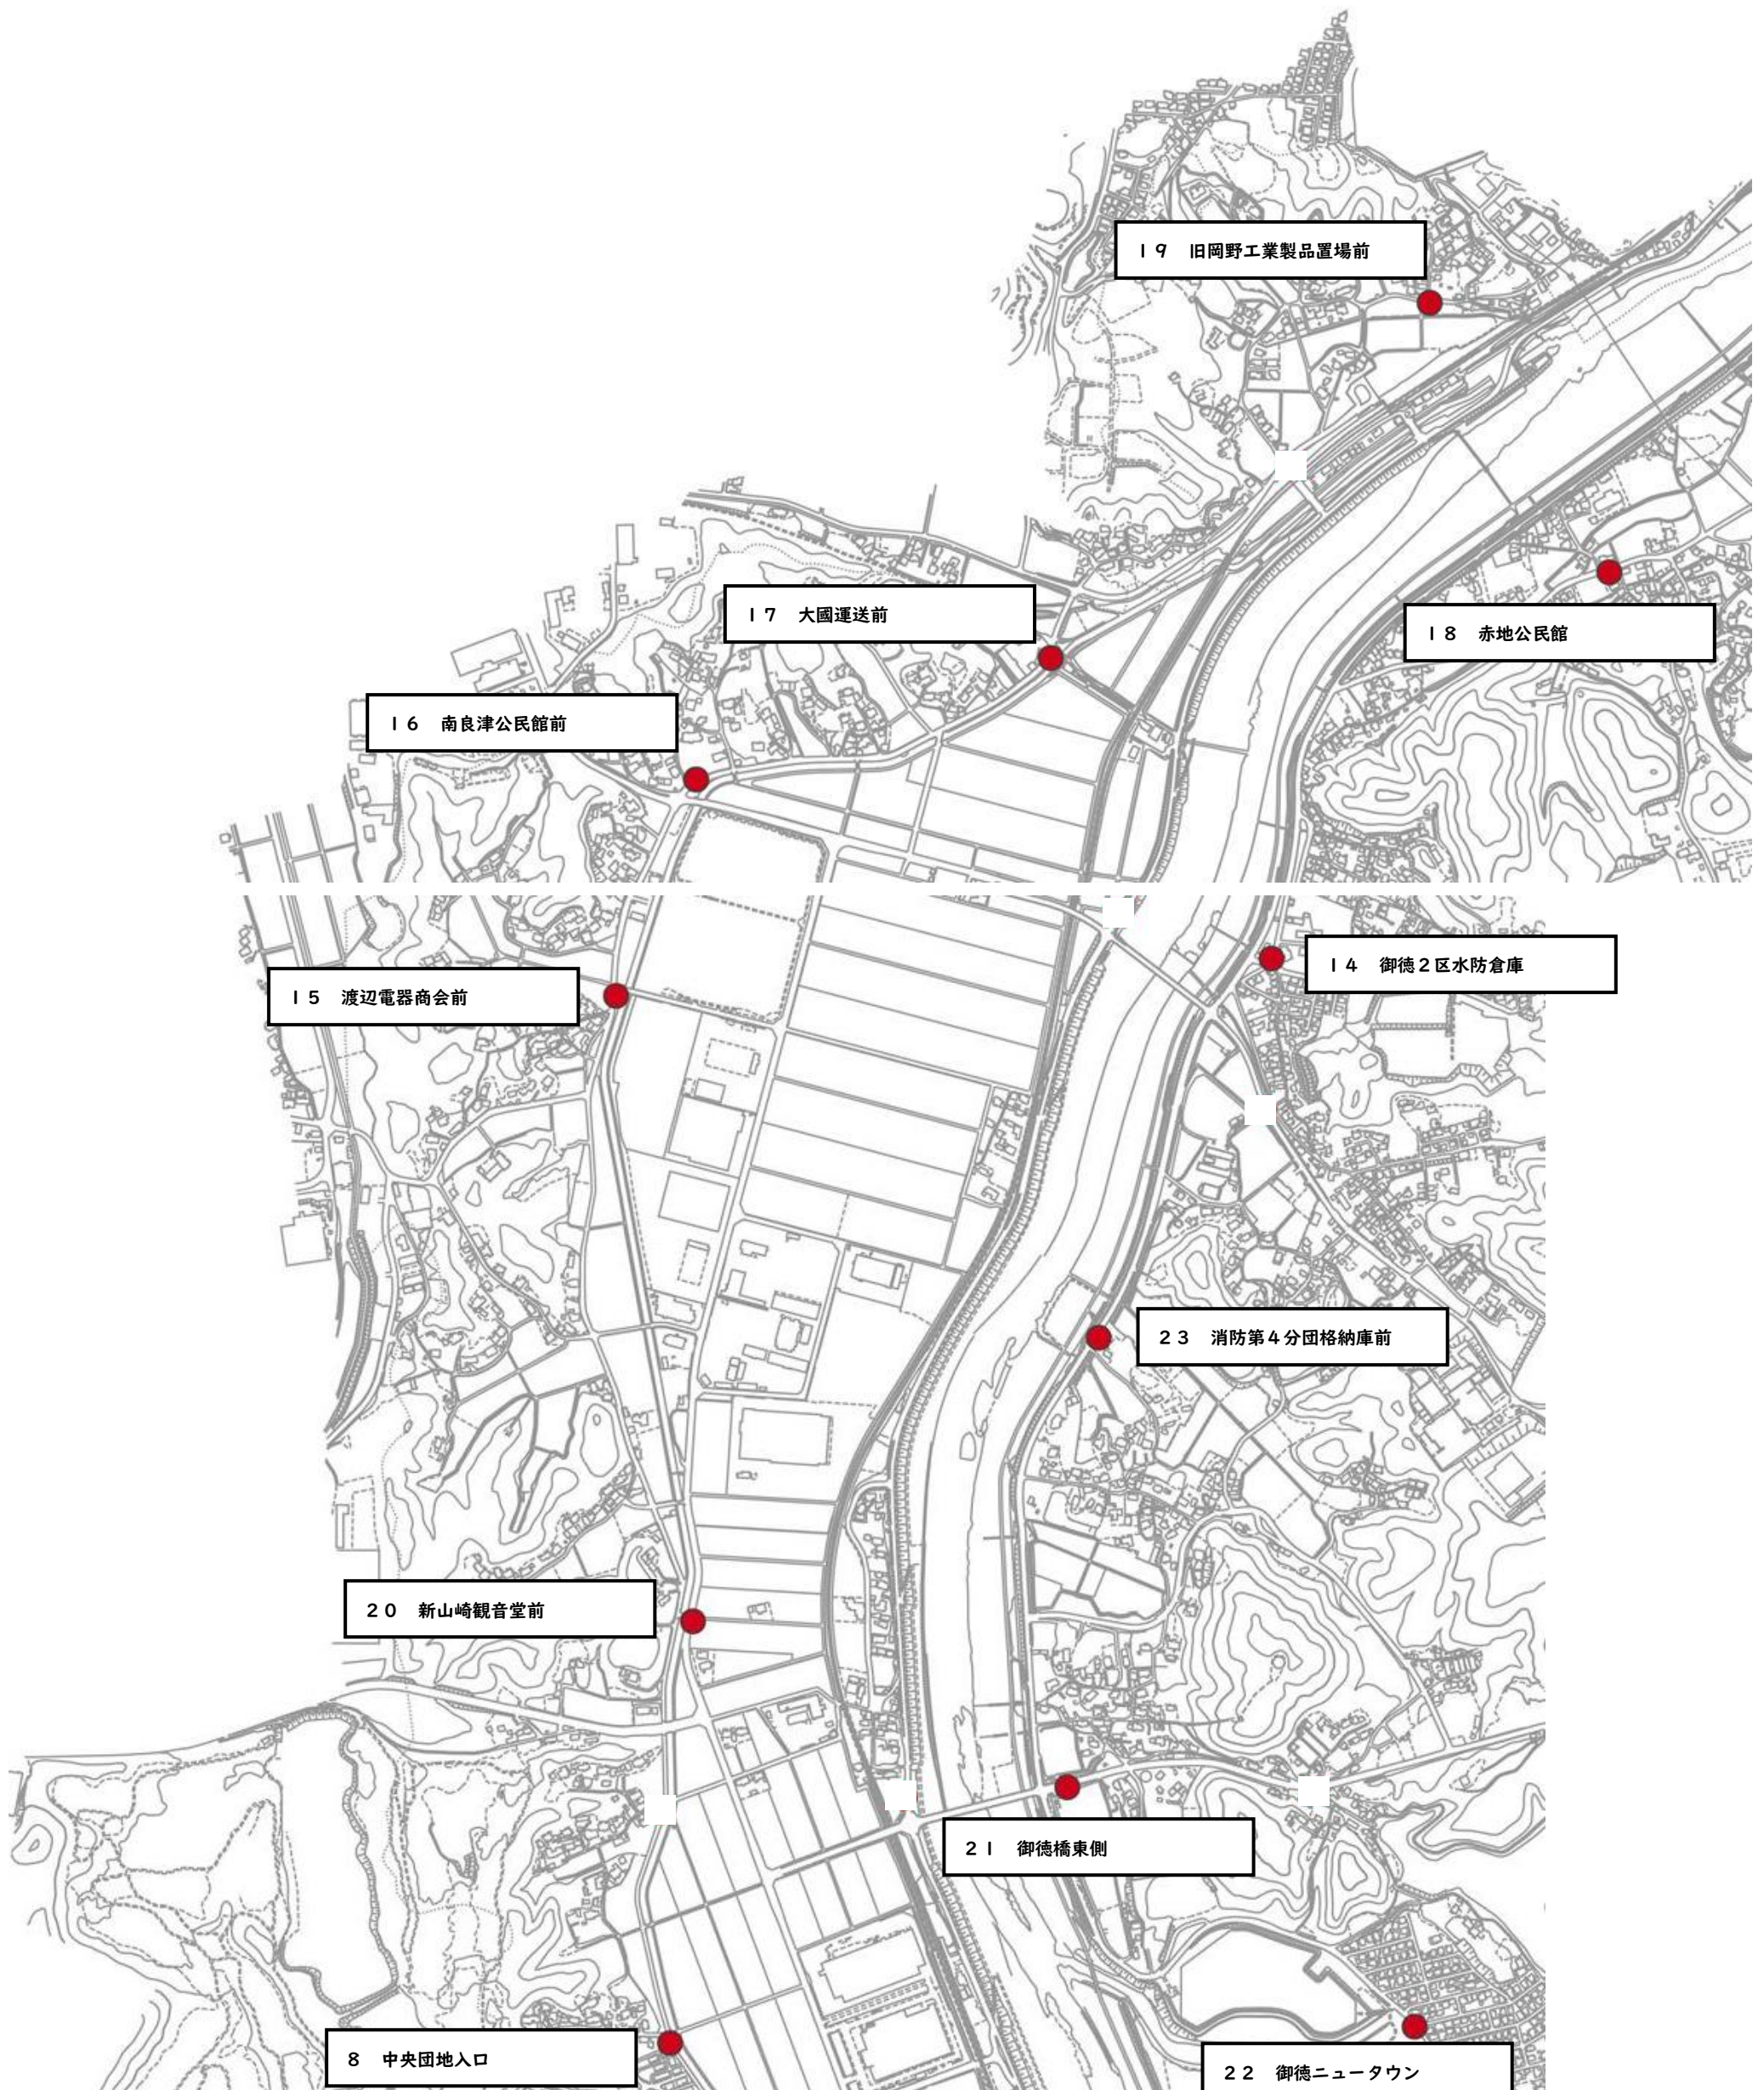 19 旧岡野工業製品置場前
17 大國運送前
18 赤地公民館
16 南良津公民館前
14 御徳2区水防倉庫
15 渡辺電器商会前
23 消防第4分団格納庫前
20 新山崎観音堂前
21 御徳橋東側
8 中央団地入口
22 御徳ニュータウン